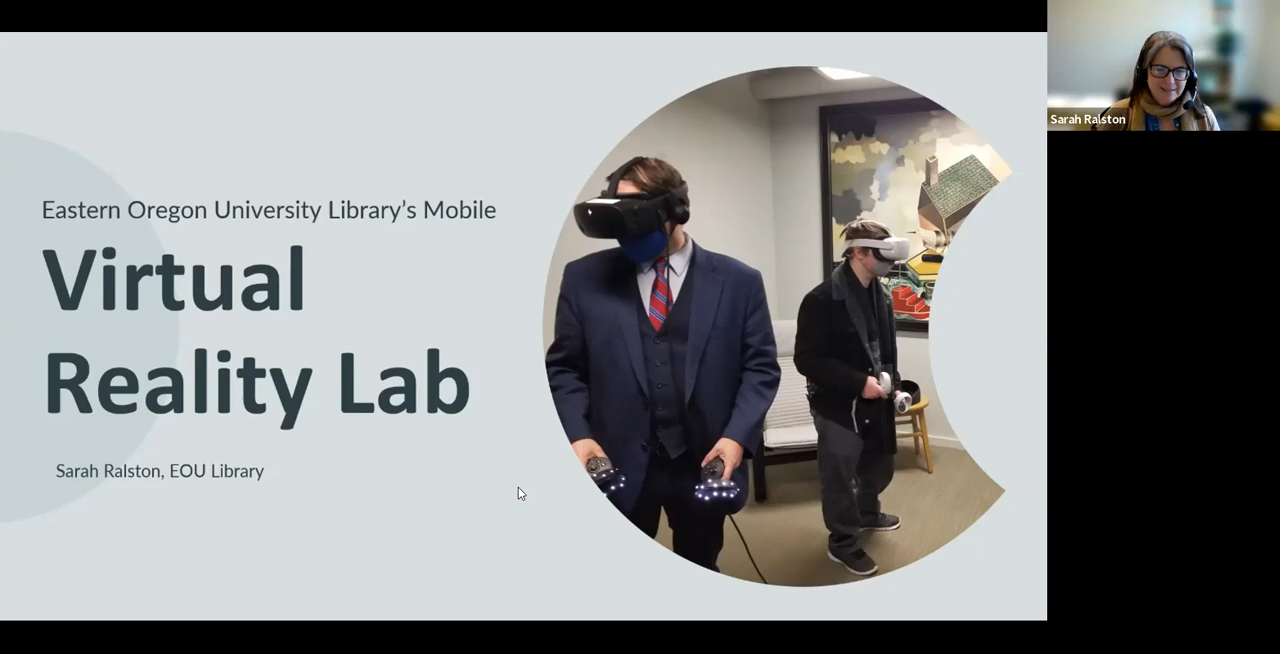 Eastern Oregon University Library’s Mobile
Virtual
Reality Lab
Sarah Ralston, EOU Library
Sarah Ralston